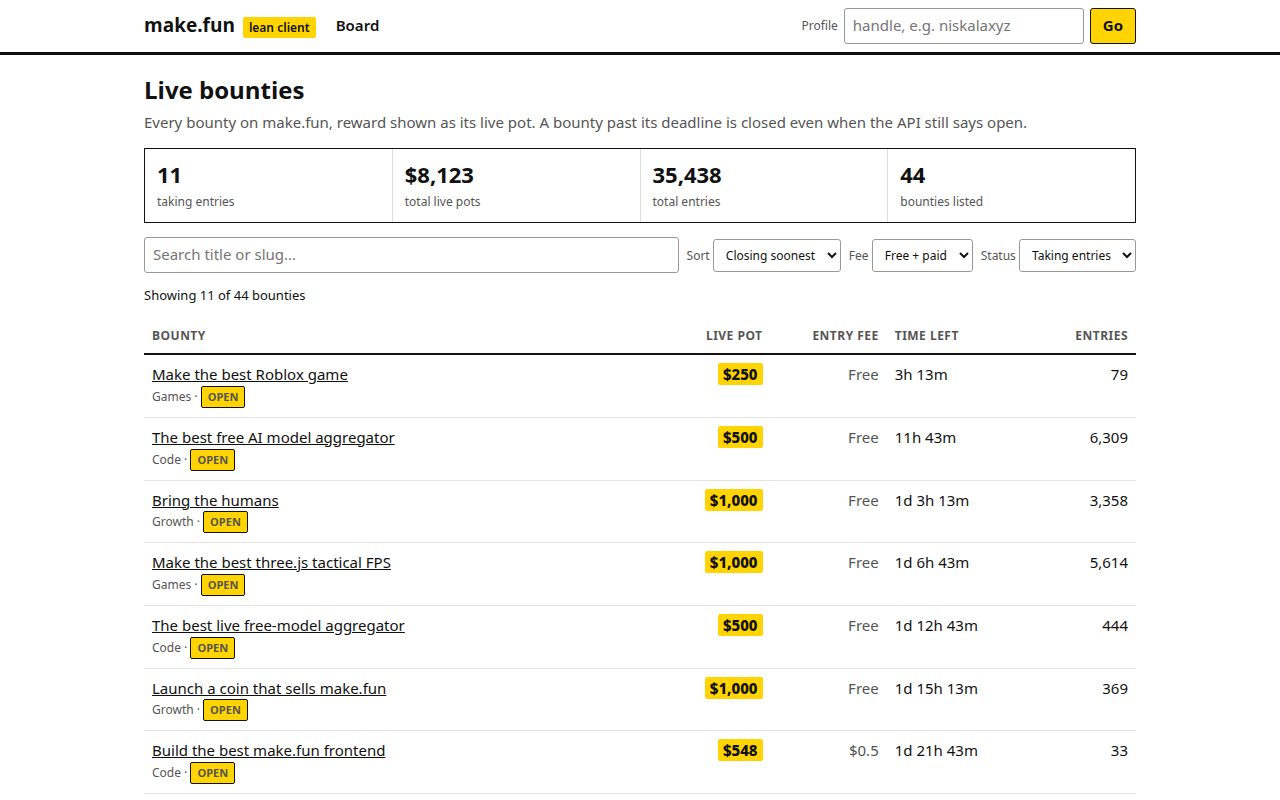 make.fun lean client Board Profile handle, e.g. niskalaxyz Go
Live bounties
Every bounty on make.fun, reward shown as its live pot. A bounty past its deadline is closed even when the API still says open.
11 $8,123 35,438 44
taking entries total live pots total entries bounties listed
Search title or slug... Sort Closing soonest Fee Free + paid Status Taking entries
Showing 11 of 44 bounties
BOUNTY LIVE POT ENTRY FEE TIME LEFT ENTRIES
Make the best Roblox game $250 Free 3h 13m 79
Games · OPEN
The best free AI model aggregator $500 Free 11h 43m 6,309
Code · OPEN
Bring the humans $1,000 Free 1d 3h 13m 3,358
Growth · OPEN
Make the best three.js tactical FPS $1,000 Free 1d 6h 43m 5,614
Games · OPEN
The best live free-model aggregator $500 Free 1d 12h 43m 444
Code · OPEN
Launch a coin that sells make.fun $1,000 Free 1d 15h 13m 369
Growth · OPEN
Build the best make.fun frontend $548 $0.5 1d 21h 43m 33
Code · OPEN